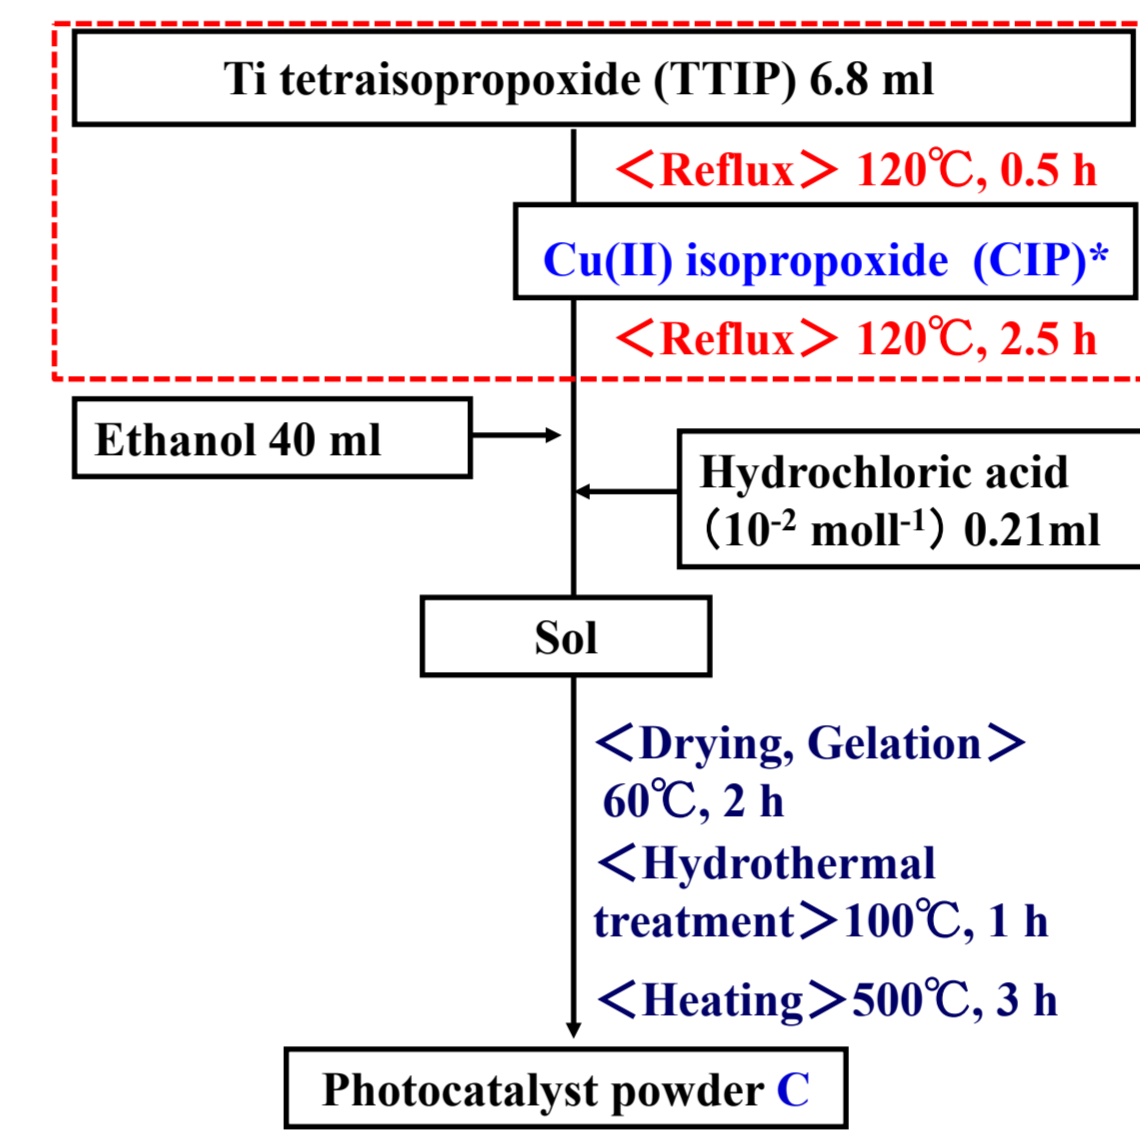 Ti tetraisopropoxide (TTIP) 6.8 ml
＜Reflux＞ 120℃, 0.5 h
Cu(II) isopropoxide (CIP)*
＜Reflux＞ 120℃, 2.5 h
Ethanol 40 ml
Hydrochloric acid
（10⁻² moll⁻¹）0.21ml
Sol
＜Drying, Gelation＞
60℃, 2 h
＜Hydrothermal
treatment＞100℃, 1 h
＜Heating＞500℃, 3 h
Photocatalyst powder C